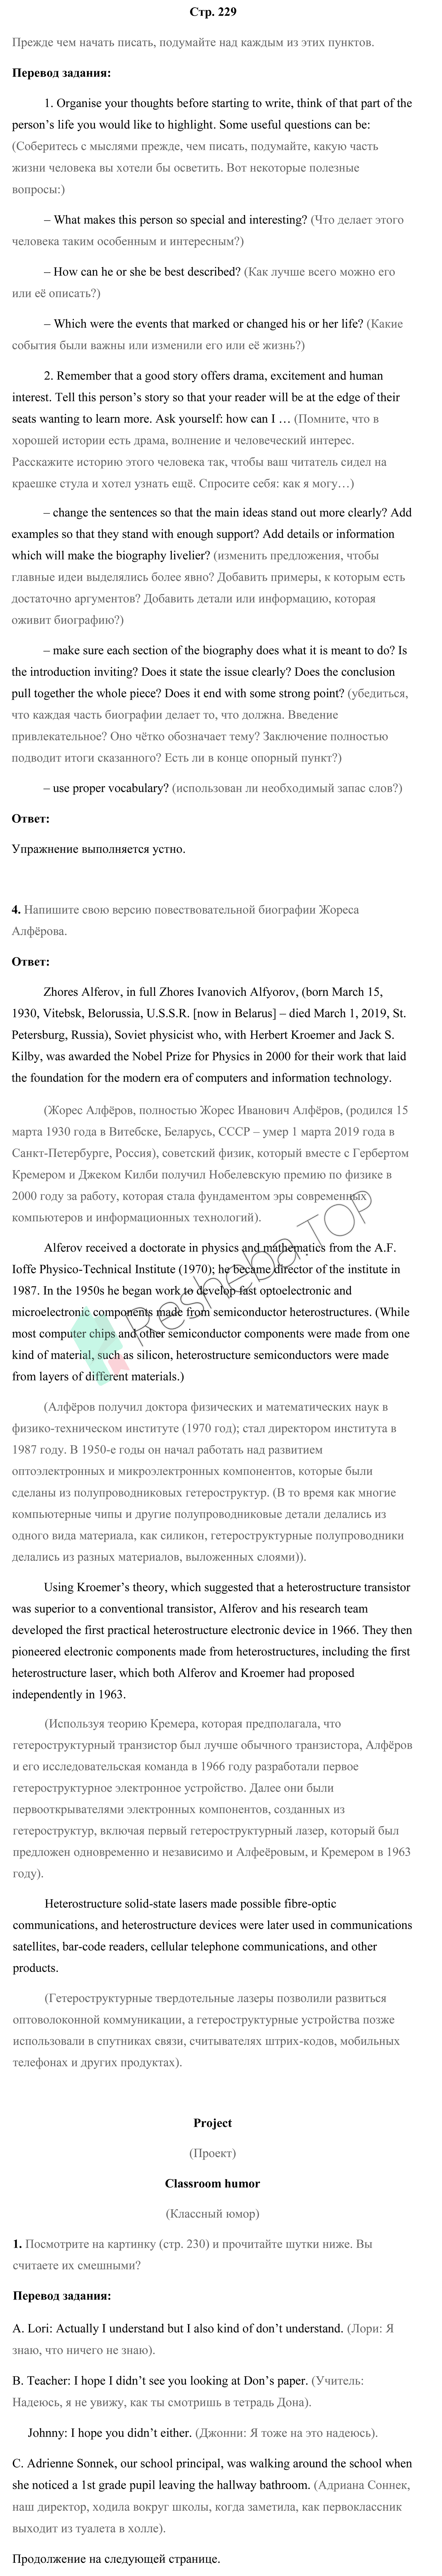 Стр. 229
Прежде чем начать писать, подумайте над каждым из этих пунктов.
Перевод задания:
1. Organise your thoughts before starting to write, think of that part of the
person’s life you would like to highlight. Some useful questions can be:
(Соберитесь с мыслями прежде, чем писать, подумайте, какую часть
жизни человека вы хотели бы осветить. Вот некоторые полезные
вопросы:)
– What makes this person so special and interesting? (Что делает этого
человека таким особенным и интересным?)
– How can he or she be best described? (Как лучше всего можно его
или её описать?)
– Which were the events that marked or changed his or her life? (Какие
события были важны или изменили его или её жизнь?)
2. Remember that a good story offers drama, excitement and human
interest. Tell this person’s story so that your reader will be at the edge of their
seats wanting to learn more. Ask yourself: how can I … (Помните, что в
хорошей истории есть драма, волнение и человеческий интерес.
Расскажите историю этого человека так, чтобы ваш читатель сидел на
краешке стула и хотел узнать ещё. Спросите себя: как я могу…)
– change the sentences so that the main ideas stand out more clearly? Add
examples so that they stand with enough support? Add details or information
which will make the biography livelier? (изменить предложения, чтобы
главные идеи выделялись более явно? Добавить примеры, к которым есть
достаточно аргументов? Добавить детали или информацию, которая
оживит биографию?)
– make sure each section of the biography does what it is meant to do? Is
the introduction inviting? Does it state the issue clearly? Does the conclusion
pull together the whole piece? Does it end with some strong point? (убедиться,
что каждая часть биографии делает то, что должна. Введение
привлекательное? Оно чётко обозначает тему? Заключение полностью
подводит итоги сказанного? Есть ли в конце опорный пункт?)
– use proper vocabulary? (использован ли необходимый запас слов?)
Ответ:
Упражнение выполняется устно.
4. Напишите свою версию повествовательной биографии Жореса
Алфёрова.
Ответ:
Zhores Alferov, in full Zhores Ivanovich Alfyorov, (born March 15,
1930, Vitebsk, Belorussia, U.S.S.R. [now in Belarus] – died March 1, 2019, St.
Petersburg, Russia), Soviet physicist who, with Herbert Kroemer and Jack S.
Kilby, was awarded the Nobel Prize for Physics in 2000 for their work that laid
the foundation for the modern era of computers and information technology.
(Жорес Алфёров, полностью Жорес Иванович Алфёров, (родился 15
марта 1930 года в Витебске, Беларусь, СССР – умер 1 марта 2019 года в
Санкт-Петербурге, Россия), советский физик, который вместе с Гербертом
Кремером и Джеком Килби получил Нобелевскую премию по физике в
2000 году за работу, которая стала фундаментом эры современных
компьютеров и информационных технологий).
Alferov received a doctorate in physics and mathematics from the A.F.
Ioffe Physico-Technical Institute (1970); he became director of the institute in
1987. In the 1950s he began work to develop fast optoelectronic and
microelectronic components made from semiconductor heterostructures. (While
most computer chips and other semiconductor components were made from one
kind of material, such as silicon, heterostructure semiconductors were made
from layers of different materials.)
(Алфёров получил доктора физических и математических наук в
физико-техническом институте (1970 год); стал директором института в
1987 году. В 1950-е годы он начал работать над развитием
оптоэлектронных и микроэлектронных компонентов, которые были
сделаны из полупроводниковых гетероструктур. (В то время как многие
компьютерные чипы и другие полупроводниковые детали делались из
одного вида материала, как силикон, гетероструктурные полупроводники
делались из разных материалов, выложенных слоями)).
Using Kroemer’s theory, which suggested that a heterostructure transistor
was superior to a conventional transistor, Alferov and his research team
developed the first practical heterostructure electronic device in 1966. They then
pioneered electronic components made from heterostructures, including the first
heterostructure laser, which both Alferov and Kroemer had proposed
independently in 1963.
(Используя теорию Кремера, которая предполагала, что
гетероструктурный транзистор был лучше обычного транзистора, Алфёров
и его исследовательская команда в 1966 году разработали первое
гетероструктурное электронное устройство. Далее они были
первооткрывателями электронных компонентов, созданных из
гетероструктур, включая первый гетероструктурный лазер, который был
предложен одновременно и независимо и Алфеёровым, и Кремером в 1963
году).
Heterostructure solid-state lasers made possible fibre-optic
communications, and heterostructure devices were later used in communications
satellites, bar-code readers, cellular telephone communications, and other
products.
(Гетероструктурные твердотельные лазеры позволили развиться
оптоволоконной коммуникации, а гетероструктурные устройства позже
использовали в спутниках связи, считывателях штрих-кодов, мобильных
телефонах и других продуктах).
Project
(Проект)
Classroom humor
(Классный юмор)
1. Посмотрите на картинку (стр. 230) и прочитайте шутки ниже. Вы
считаете их смешными?
Перевод задания:
A. Lori: Actually I understand but I also kind of don’t understand. (Лори: Я
знаю, что ничего не знаю).
B. Teacher: I hope I didn’t see you looking at Don’s paper. (Учитель:
Надеюсь, я не увижу, как ты смотришь в тетрадь Дона).
Johnny: I hope you didn’t either. (Джонни: Я тоже на это надеюсь).
C. Adrienne Sonnek, our school principal, was walking around the school when
she noticed a 1st grade pupil leaving the hallway bathroom. (Адриана Соннек,
наш директор, ходила вокруг школы, когда заметила, как первоклассник
выходит из туалета в холле).
Продолжение на следующей странице.
Resheba TOP